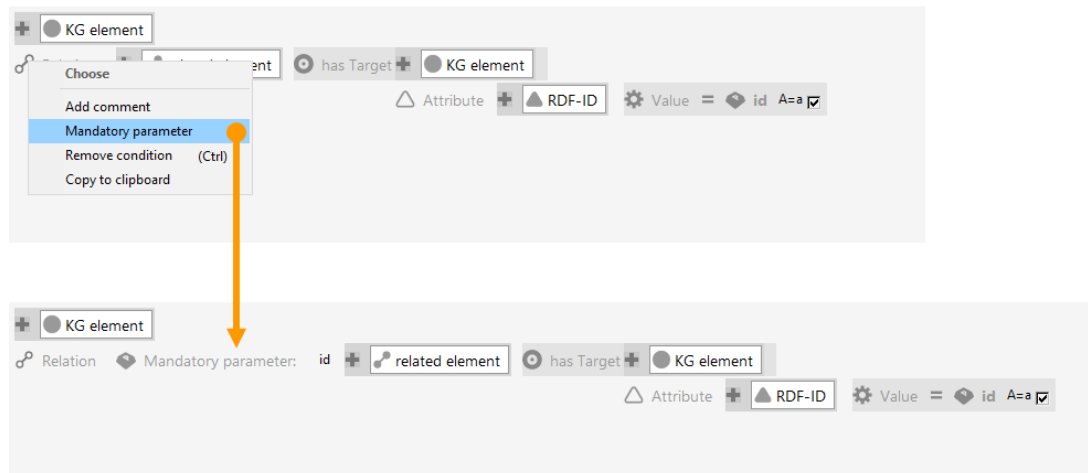 KG element
ent has Target KG element
Choose
Attribute RDF-ID Value = id A=a
Add comment
Mandatory parameter
Remove condition (Ctrl)
Copy to clipboard
KG element
Relation Mandatory parameter: id related element has Target KG element
Attribute RDF-ID Value = id A=a